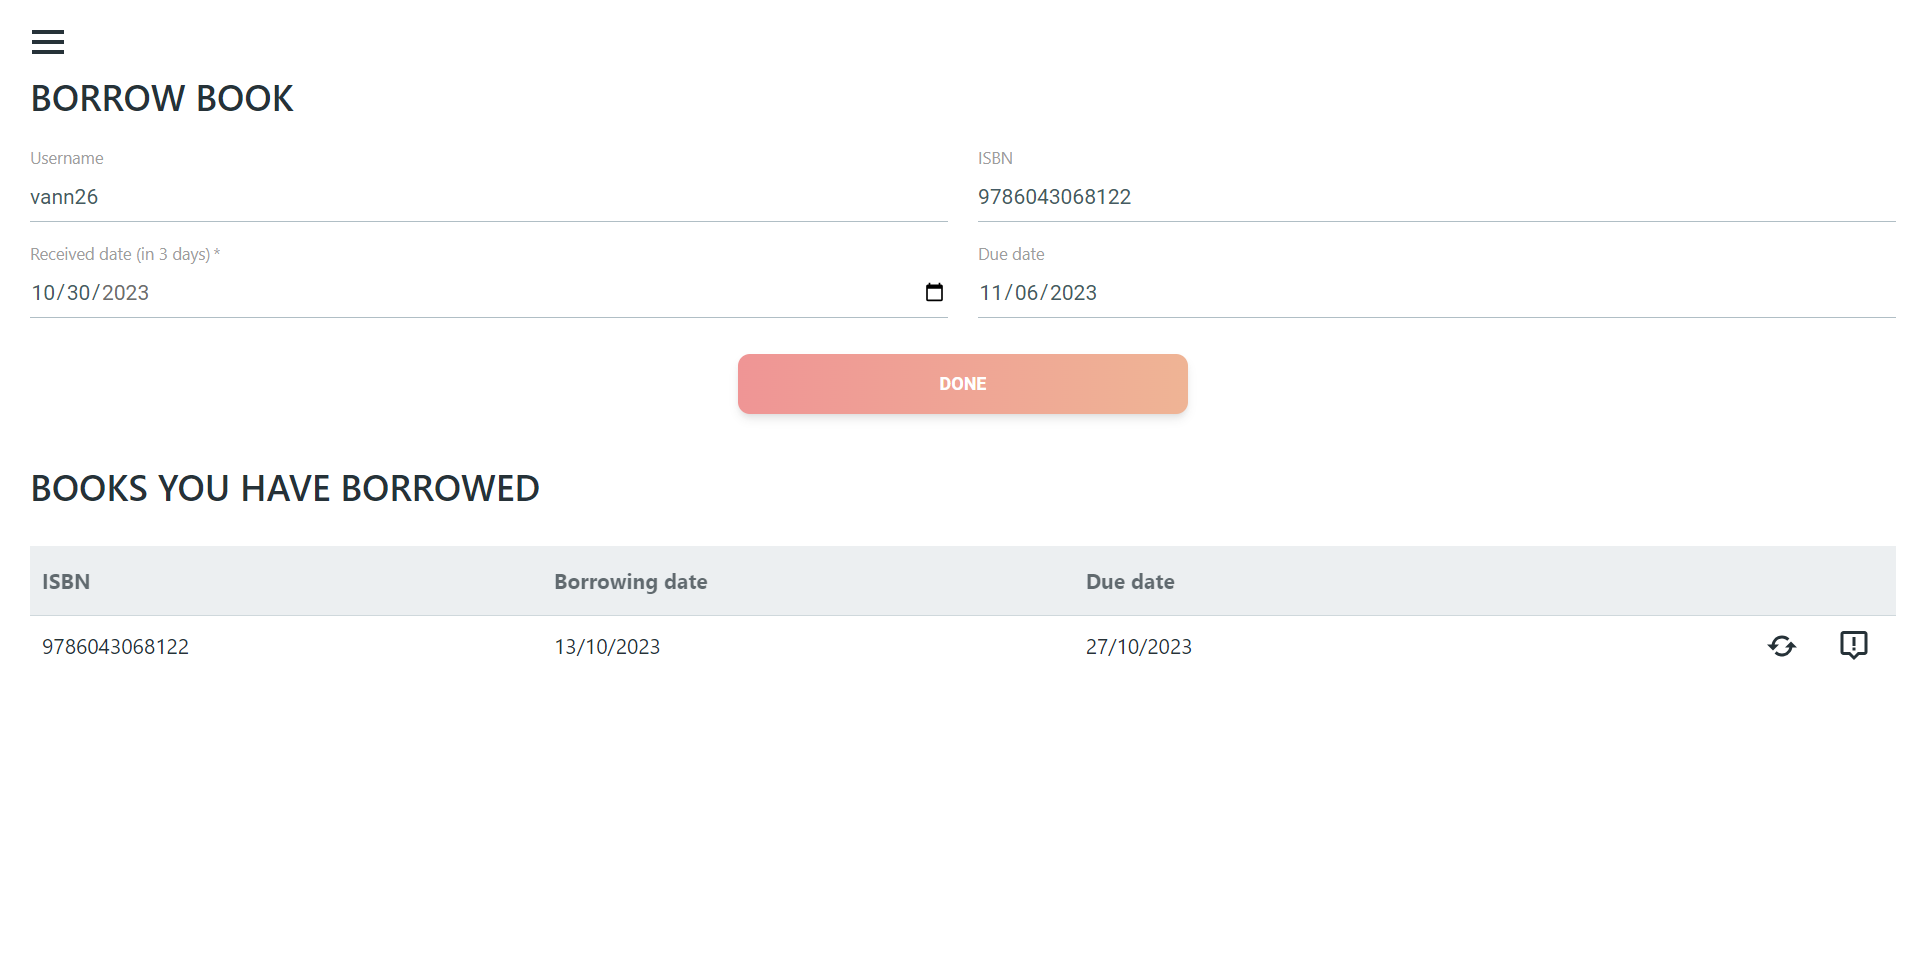 BORROW BOOK
Username
ISBN
vann26
9786043068122
Received date (in 3 days) *
Due date
10/30/2023
11/06/2023
DONE
BOOKS YOU HAVE BORROWED
ISBN Borrowing date Due date
9786043068122 13/10/2023 27/10/2023